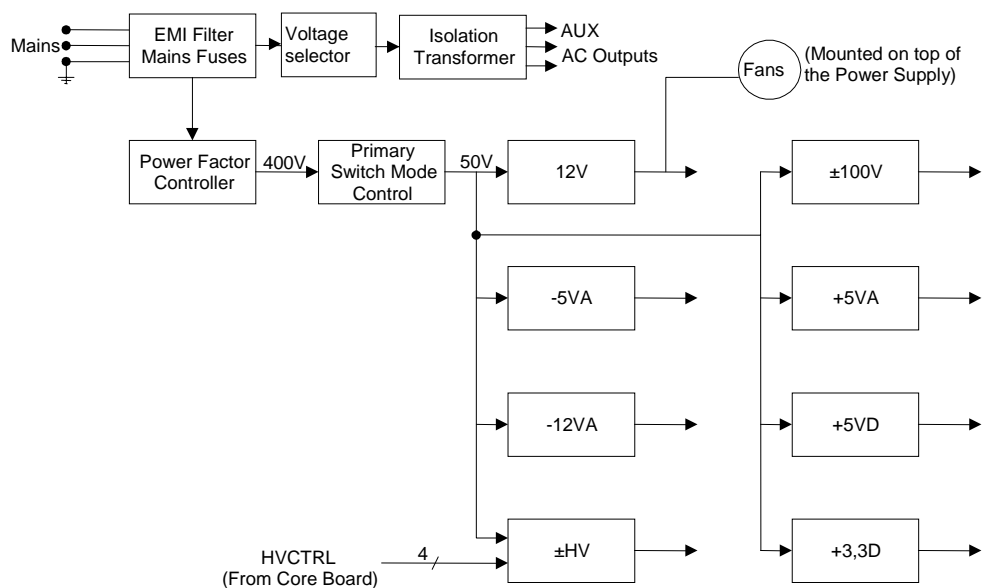 Mains
EMI Filter
Mains Fuses
Voltage
selector
Isolation
Transformer
AUX
AC Outputs
Fans
(Mounted on top of
the Power Supply)
Power Factor
Controller
400V
Primary
Switch Mode
Control
50V
12V
±100V
-5VA
+5VA
-12VA
+5VD
±HV
+3,3D
HVCTRL
(From Core Board)
4